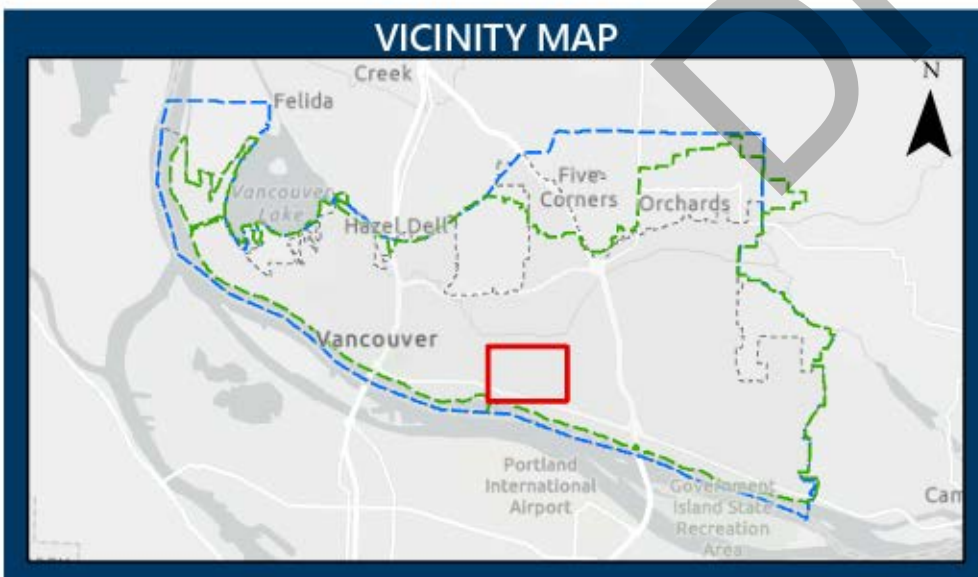 VICINITY MAP
N
Creek
Felida
Five
Corners
Orchards
Vancouver
Lake
Hazel Dell
Vancouver
Portland
International
Airport
Government
Island State
Recreation
Area